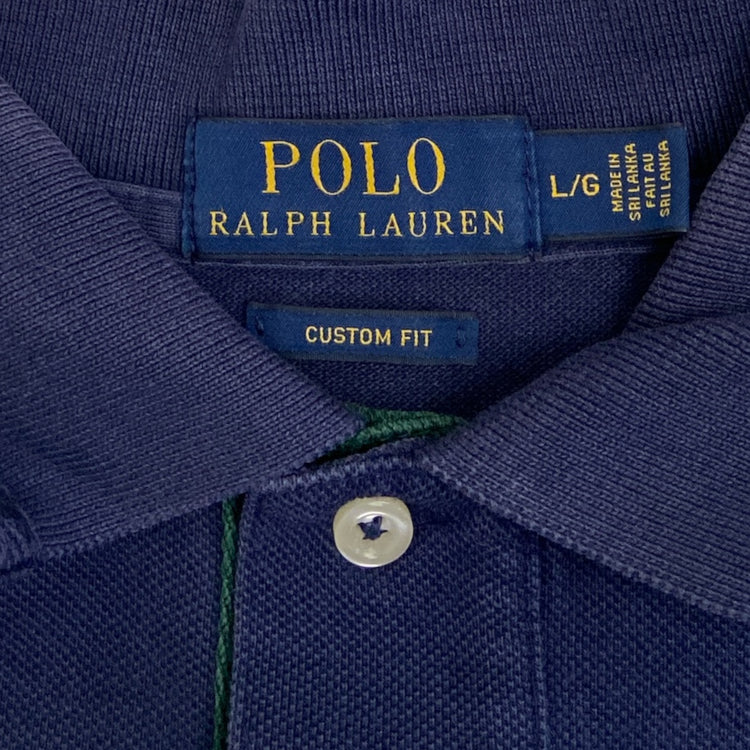 POLO
RALPH LAUREN
L/G
MADE IN
SRI LANKA
FAIT AU
SRI LANKA
CUSTOM FIT